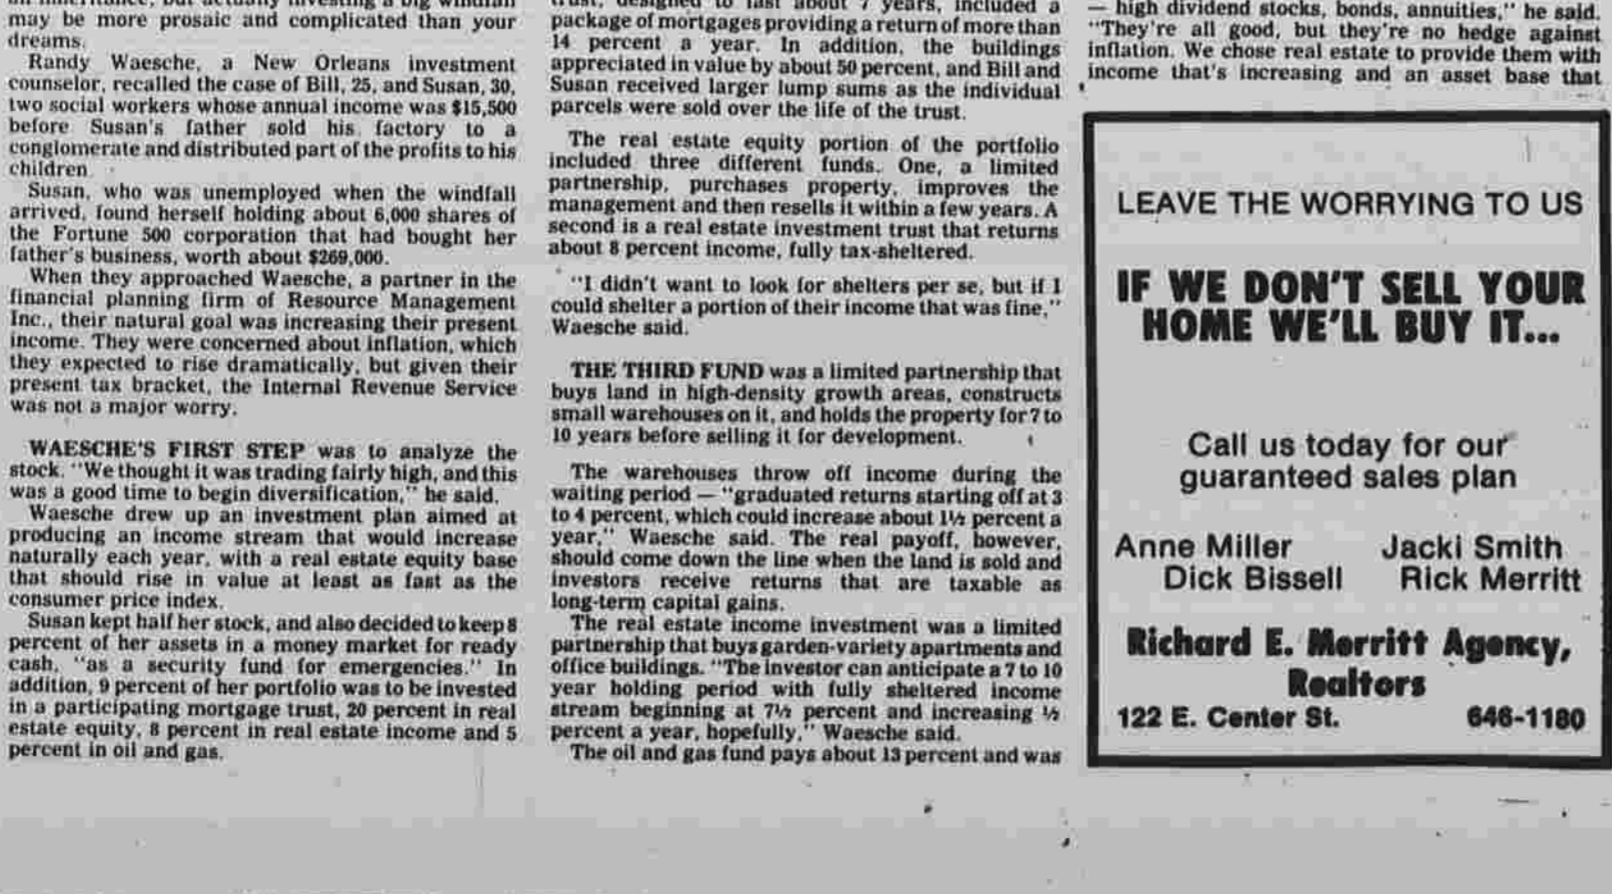 an inheritance, but actually investing a big windfall
may be more prosaic and complicated than your
dreams.
Randy Waesche, a New Orleans investment
counselor, recalled the case of Bill, 25, and Susan, 30,
two social workers whose annual income was $15,500
before Susan's father sold his factory to a
conglomerate and distributed part of the profits to his
children
Susan, who was unemployed when the windfall
arrived, found herself holding about 6,000 shares of
the Fortune 500 corporation that had bought her
father's business, worth about $269,000.
When they approached Waesche, a partner in the
financial planning firm of Resource Management
Inc., their natural goal was increasing their present
income. They were concerned about inflation, which
they expected to rise dramatically, but given their
present tax bracket, the Internal Revenue Service
was not a major worry.
WAESCHE'S FIRST STEP was to analyze the
stock. "We thought it was trading fairly high, and this
was a good time to begin diversification," he said.
Waesche drew up an investment plan aimed at
producing an income stream that would increase
naturally each year, with a real estate equity base
that should rise in value at least as fast as the
consumer price index.
Susan kept half her stock, and also decided to keep 8
percent of her assets in a money market for ready
cash, "as a security fund for emergencies." In
addition, 9 percent of her portfolio was to be invested
in a participating mortgage trust, 20 percent in real
estate equity, 8 percent in real estate income and 5
percent in oil and gas.
trust, designed to last about 7 years, included a
package of mortgages providing a return of more than
14 percent a year. In addition, the buildings
appreciated in value by about 50 percent, and Bill and
Susan received larger lump sums as the individual
parcels were sold over the life of the trust.
The real estate equity portion of the portfolio
included three different funds. One, a limited
partnership, purchases property, improves the
management and then resells it within a few years. A
second is a real estate investment trust that returns
about 8 percent income, fully tax-sheltered.
"I didn't want to look for shelters per se, but if I
could shelter a portion of their income that was fine,"
Waesche said.
THE THIRD FUND was a limited partnership that
buys land in high-density growth areas, constructs
small warehouses on it, and holds the property for 7 to
10 years before selling it for development.
The warehouses throw off income during the
waiting period — "graduated returns starting off at 3
to 4 percent, which could increase about 1½ percent a
year," Waesche said. The real payoff, however,
should come down the line when the land is sold and
investors receive returns that are taxable as
long-term capital gains.
The real estate income investment was a limited
partnership that buys garden-variety apartments and
office buildings. "The investor can anticipate a 7 to 10
year holding period with fully sheltered income
stream beginning at 7½ percent and increasing ½
percent a year, hopefully," Waesche said.
The oil and gas fund pays about 13 percent and was
— high dividend stocks, bonds, annuities," he said.
"They're all good, but they're no hedge against
inflation. We chose real estate to provide them with
income that's increasing and an asset base that
LEAVE THE WORRYING TO US
IF WE DON'T SELL YOUR
HOME WE'LL BUY IT...
Call us today for our
guaranteed sales plan
Anne Miller Jacki Smith
Dick Bissell Rick Merritt
Richard E. Merritt Agency,
Realtors
122 E. Center St. 646-1180